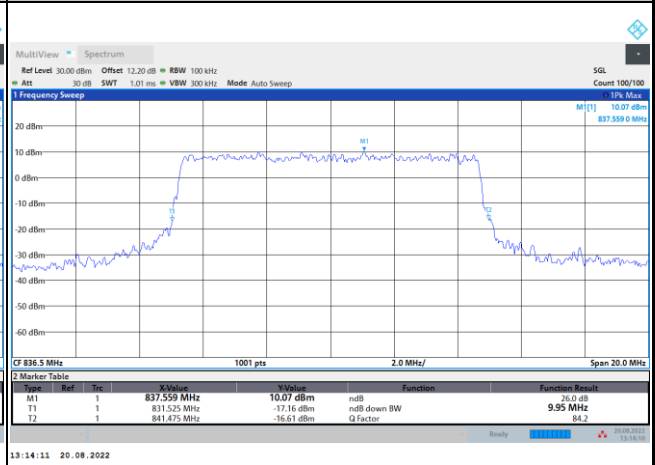 MultiView Spectrum
Ref Level 30.00 dBm Offset 12.20 dB RBW 100 kHz SGL
Att 30 dB SWT 1.01 ms VBW 300 kHz Mode Auto Sweep Count 100/100
1 Frequency Sweep 1Pk Max
M1[1] 10.07 dBm
837.559 0 MHz
20 dBm
M1
10 dBm
0 dBm
-10 dBm
T1 T2
-20 dBm
-30 dBm
-40 dBm
-50 dBm
-60 dBm
CF 836.5 MHz 1001 pts 2.0 MHz/ Span 20.0 MHz
2 Marker Table
Type Ref Trc X-Value Y-Value Function Function Result
M1 1 837.559 MHz 10.07 dBm ndB 26.0 dB
T1 1 831.525 MHz -17.16 dBm ndB down BW 9.95 MHz
T2 1 841.475 MHz -16.61 dBm Q Factor 84.2
Ready 20.08.2022
13:14:10
13:14:11 20.08.2022